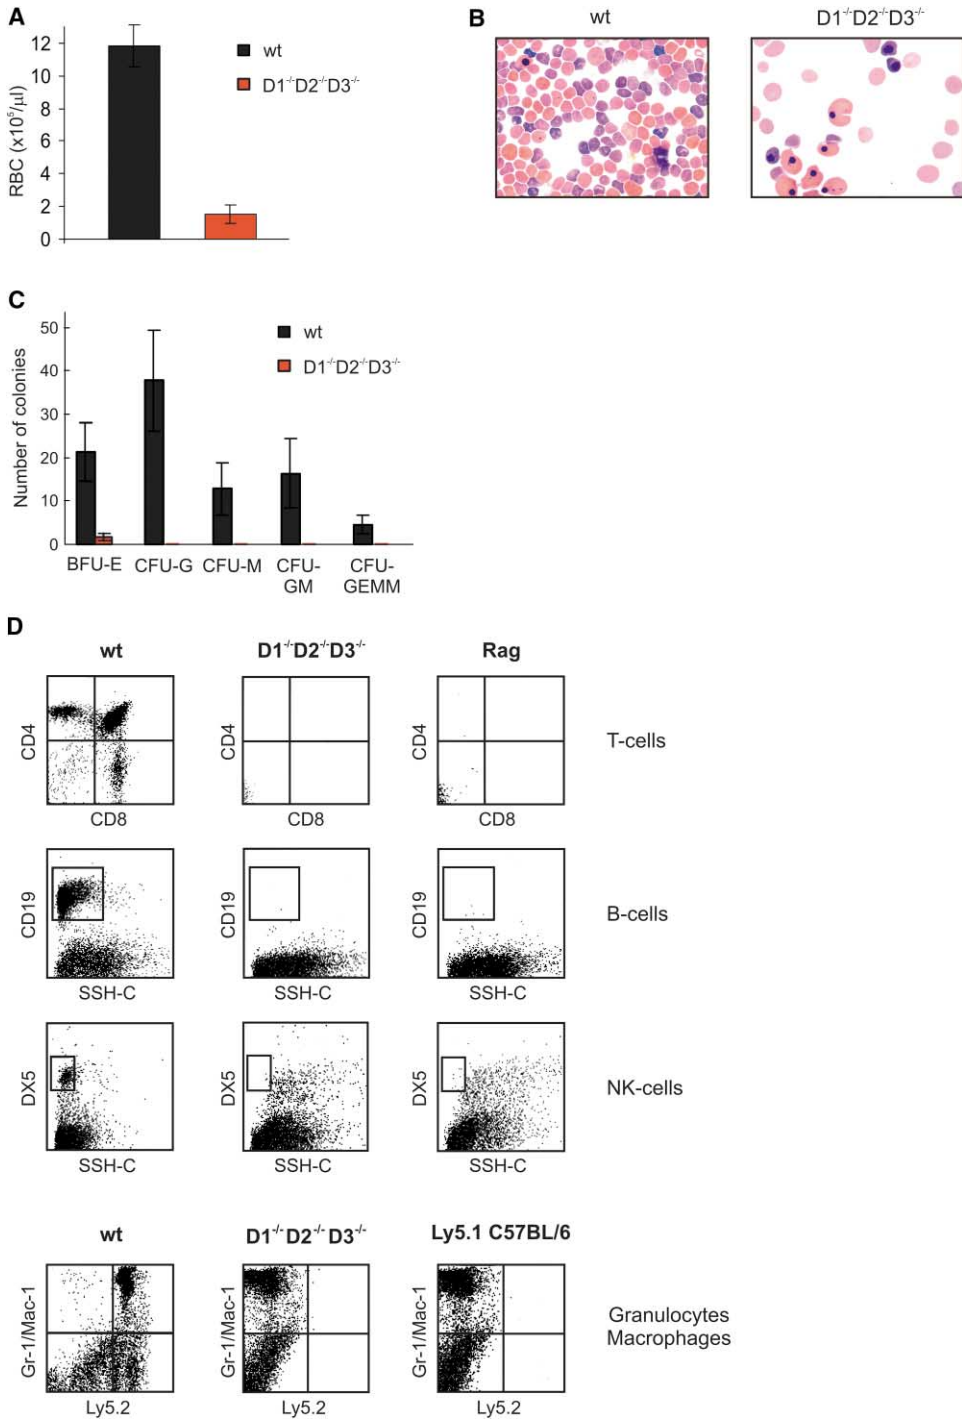 A
RBC (x10⁵/µl)
12
10
8
6
4
2
0
wt
D1⁻/⁻D2⁻/⁻D3⁻/⁻
B
wt
D1⁻/⁻D2⁻/⁻D3⁻/⁻
C
Number of colonies
50
40
30
20
10
0
wt
D1⁻/⁻D2⁻/⁻D3⁻/⁻
BFU-E CFU-G CFU-M CFU-GM CFU-GEMM
D
wt D1⁻/⁻D2⁻/⁻D3⁻/⁻ Rag
CD4 CD4 CD4 T-cells
CD8 CD8 CD8
CD19 CD19 CD19 B-cells
SSH-C SSH-C SSH-C
DX5 DX5 DX5 NK-cells
SSH-C SSH-C SSH-C
wt D1⁻/⁻D2⁻/⁻D3⁻/⁻ Ly5.1 C57BL/6
Gr-1/Mac-1 Gr-1/Mac-1 Gr-1/Mac-1
Granulocytes
Macrophages
Ly5.2 Ly5.2 Ly5.2